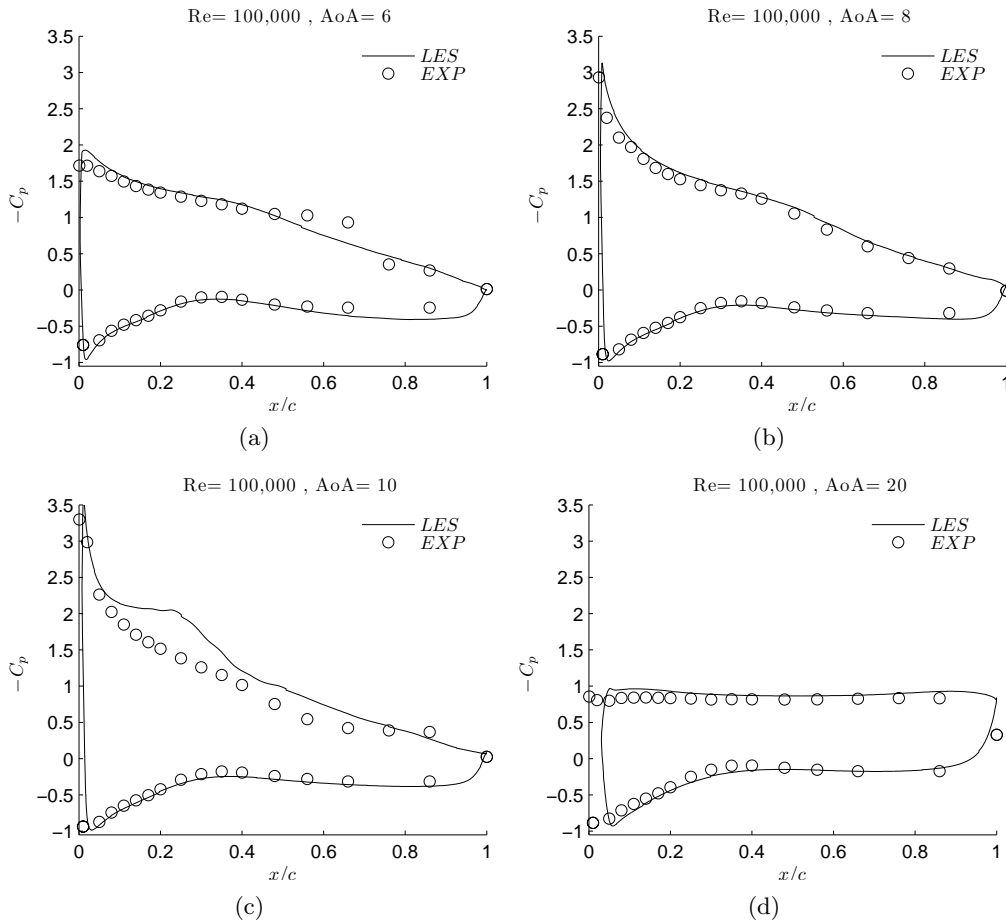 Re= 100,000 , AoA= 6
3.5
3
2.5
2
1.5
1
0.5
0
−0.5
−1
−Cp
LES
EXP
0 0.2 0.4 0.6 0.8 1
x/c
(a)
Re= 100,000 , AoA= 8
3.5
3
2.5
2
1.5
1
0.5
0
−0.5
−1
−Cp
LES
EXP
0 0.2 0.4 0.6 0.8 1
x/c
(b)
Re= 100,000 , AoA= 10
3.5
3
2.5
2
1.5
1
0.5
0
−0.5
−1
−Cp
LES
EXP
0 0.2 0.4 0.6 0.8 1
x/c
(c)
Re= 100,000 , AoA= 20
3.5
3
2.5
2
1.5
1
0.5
0
−0.5
−1
−Cp
LES
EXP
0 0.2 0.4 0.6 0.8 1
x/c
(d)